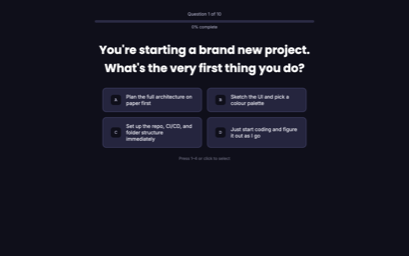 Question 1 of 10
0% complete
You're starting a brand new project.
What's the very first thing you do?
A
Plan the full architecture on
paper first
B
Sketch the UI and pick a
colour palette
C
Set up the repo, CI/CD, and
folder structure
immediately
D
Just start coding and figure
it out as I go
Press 1–4 or click to select